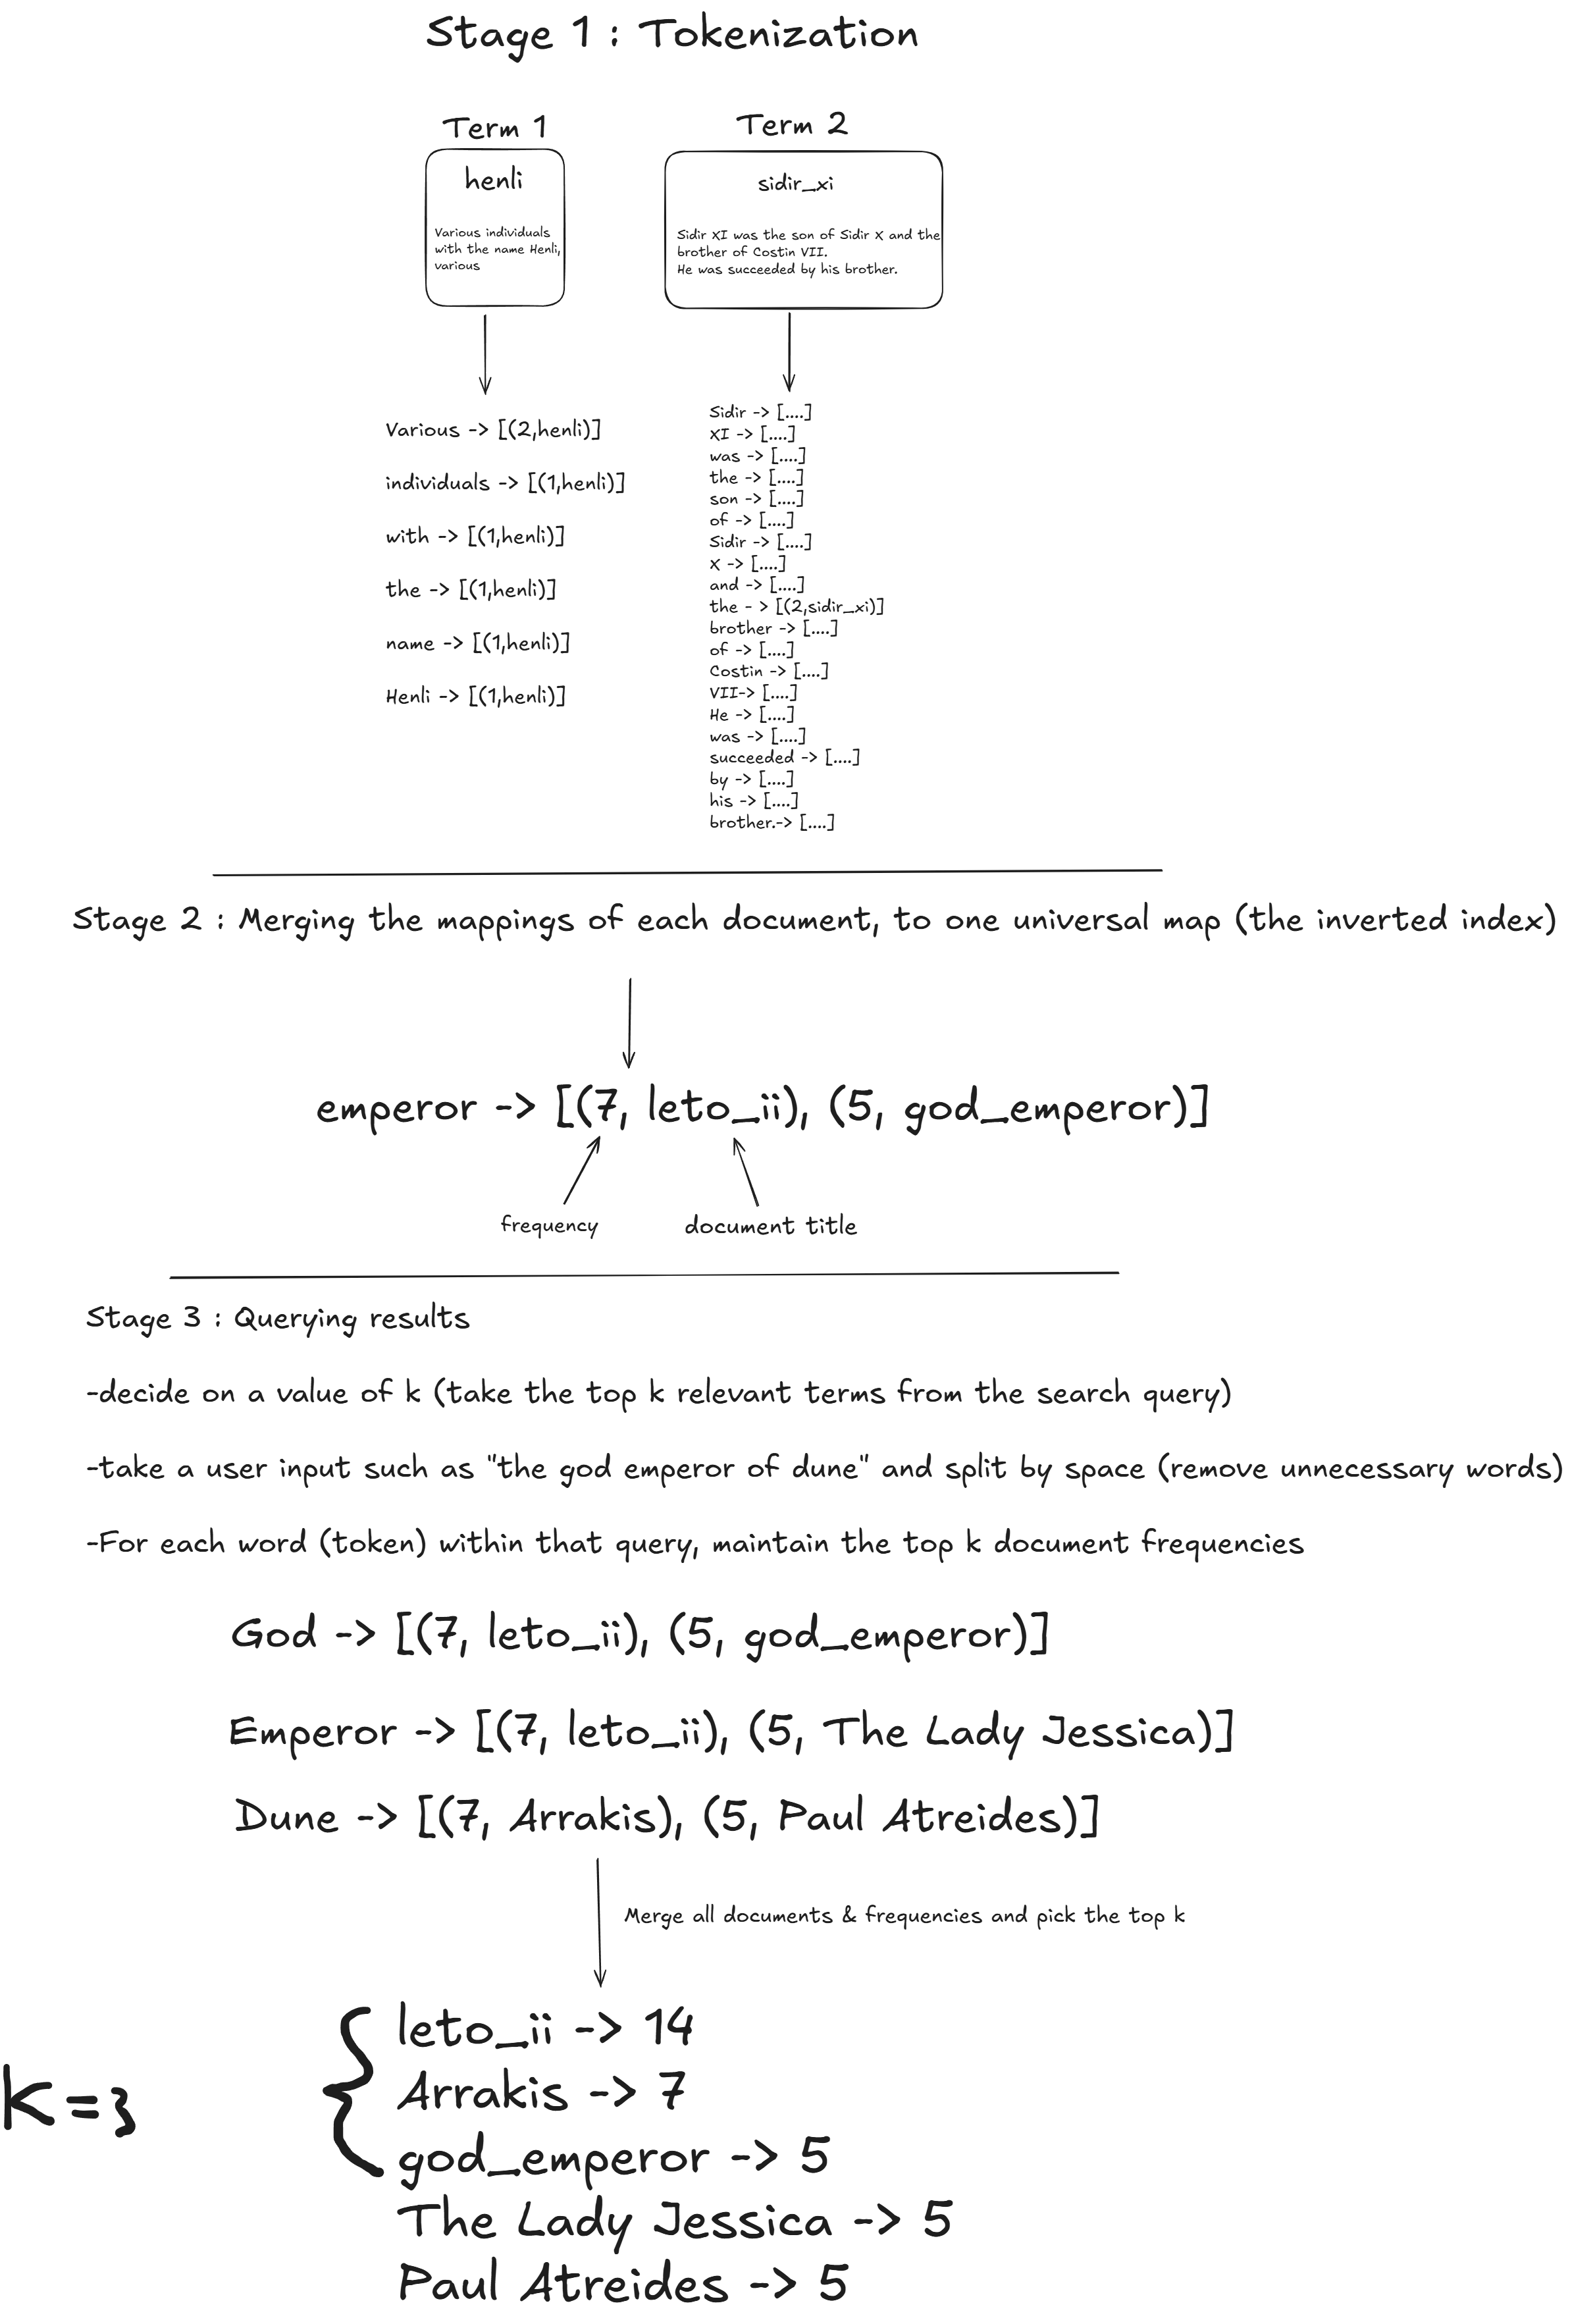 Stage 1 : Tokenization
Term 1
henli
Various individuals
with the name Henli,
various
Various -> [(2,henli)]
individuals -> [(1,henli)]
with -> [(1,henli)]
the -> [(1,henli)]
name -> [(1,henli)]
Henli -> [(1,henli)]
Term 2
sidir_xi
Sidir XI was the son of Sidir X and the
brother of Costin VII.
He was succeeded by his brother.
Sidir -> [....]
XI -> [....]
was -> [....]
the -> [....]
son -> [....]
of -> [....]
Sidir -> [....]
X -> [....]
and -> [....]
the - > [(2,sidir_xi)]
brother -> [....]
of -> [....]
Costin -> [....]
VII-> [....]
He -> [....]
was -> [....]
succeeded -> [....]
by -> [....]
his -> [....]
brother.-> [....]
Stage 2 : Merging the mappings of each document, to one universal map (the inverted index)
emperor -> [(7, leto_ii), (5, god_emperor)]
frequency
document title
Stage 3 : Querying results
-decide on a value of k (take the top k relevant terms from the search query)
-take a user input such as "the god emperor of dune" and split by space (remove unnecessary words)
-For each word (token) within that query, maintain the top k document frequencies
God -> [(7, leto_ii), (5, god_emperor)]
Emperor -> [(7, leto_ii), (5, The Lady Jessica)]
Dune -> [(7, Arrakis), (5, Paul Atreides)]
Merge all documents & frequencies and pick the top k
K = 3
leto_ii -> 14
Arrakis -> 7
god_emperor -> 5
The Lady Jessica -> 5
Paul Atreides -> 5